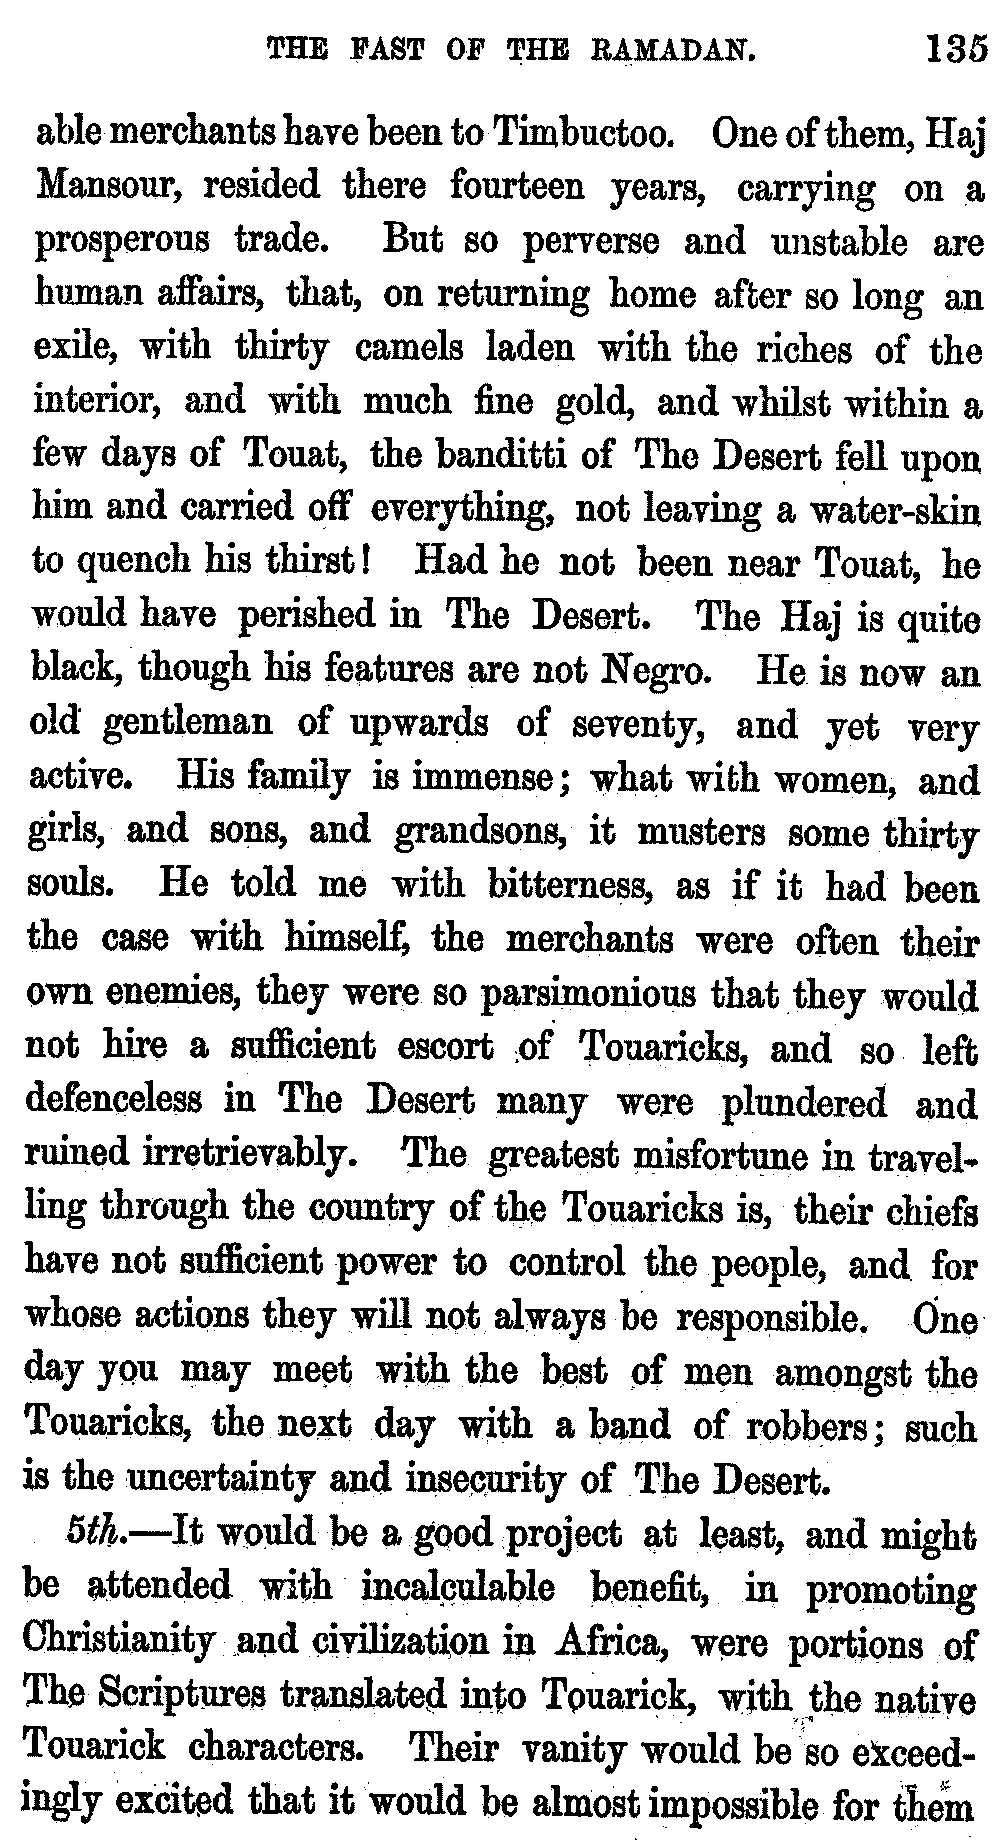 THE FAST OF THE RAMADAN. 135
able merchants have been to Timbuctoo. One of them, Haj
Mansour, resided there fourteen years, carrying on a
prosperous trade. But so perverse and unstable are
human affairs, that, on returning home after so long an
exile, with thirty camels laden with the riches of the
interior, and with much fine gold, and whilst within a
few days of Touat, the banditti of The Desert fell upon
him and carried off everything, not leaving a water-skin
to quench his thirst! Had he not been near Touat, he
would have perished in The Desert. The Haj is quite
black, though his features are not Negro. He is now an
old gentleman of upwards of seventy, and yet very
active. His family is immense; what with women, and
girls, and sons, and grandsons, it musters some thirty
souls. He told me with bitterness, as if it had been
the case with himself, the merchants were often their
own enemies, they were so parsimonious that they would
not hire a sufficient escort of Touaricks, and so left
defenceless in The Desert many were plundered and
ruined irretrievably. The greatest misfortune in travel-
ling through the country of the Touaricks is, their chiefs
have not sufficient power to control the people, and for
whose actions they will not always be responsible. One
day you may meet with the best of men amongst the
Touaricks, the next day with a band of robbers; such
is the uncertainty and insecurity of The Desert.
5th.—It would be a good project at least, and might
be attended with incalculable benefit, in promoting
Christianity and civilization in Africa, were portions of
The Scriptures translated into Touarick, with the native
Touarick characters. Their vanity would be so exceed-
ingly excited that it would be almost impossible for them